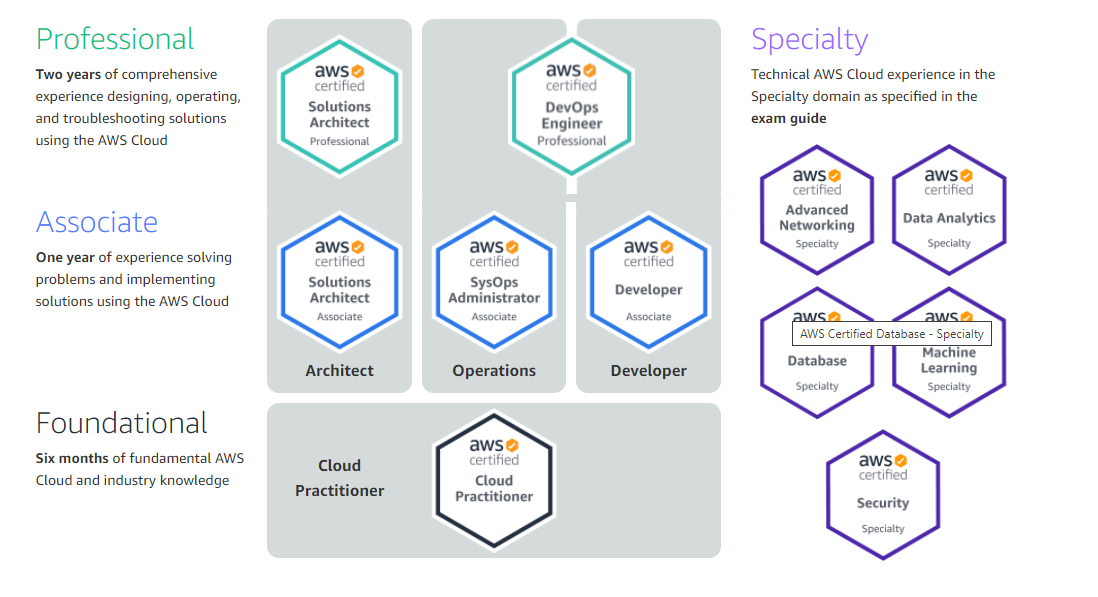 Professional
Two years of comprehensive
experience designing, operating,
and troubleshooting solutions
using the AWS Cloud
aws
certified
Solutions
Architect
Professional
aws
certified
DevOps
Engineer
Professional
Associate
One year of experience solving
problems and implementing
solutions using the AWS Cloud
aws
certified
Solutions
Architect
Associate
Architect
aws
certified
SysOps
Administrator
Associate
Operations
aws
certified
Developer
Associate
Developer
Foundational
Six months of fundamental AWS
Cloud and industry knowledge
Cloud
Practitioner
aws
certified
Cloud
Practitioner
Specialty
Technical AWS Cloud experience in the
Specialty domain as specified in the
exam guide
aws
certified
Advanced
Networking
Specialty
aws
certified
Data Analytics
Specialty
aws
AWS Certified Database - Specialty
Database
Specialty
aws
Machine
Learning
Specialty
aws
certified
Security
Specialty